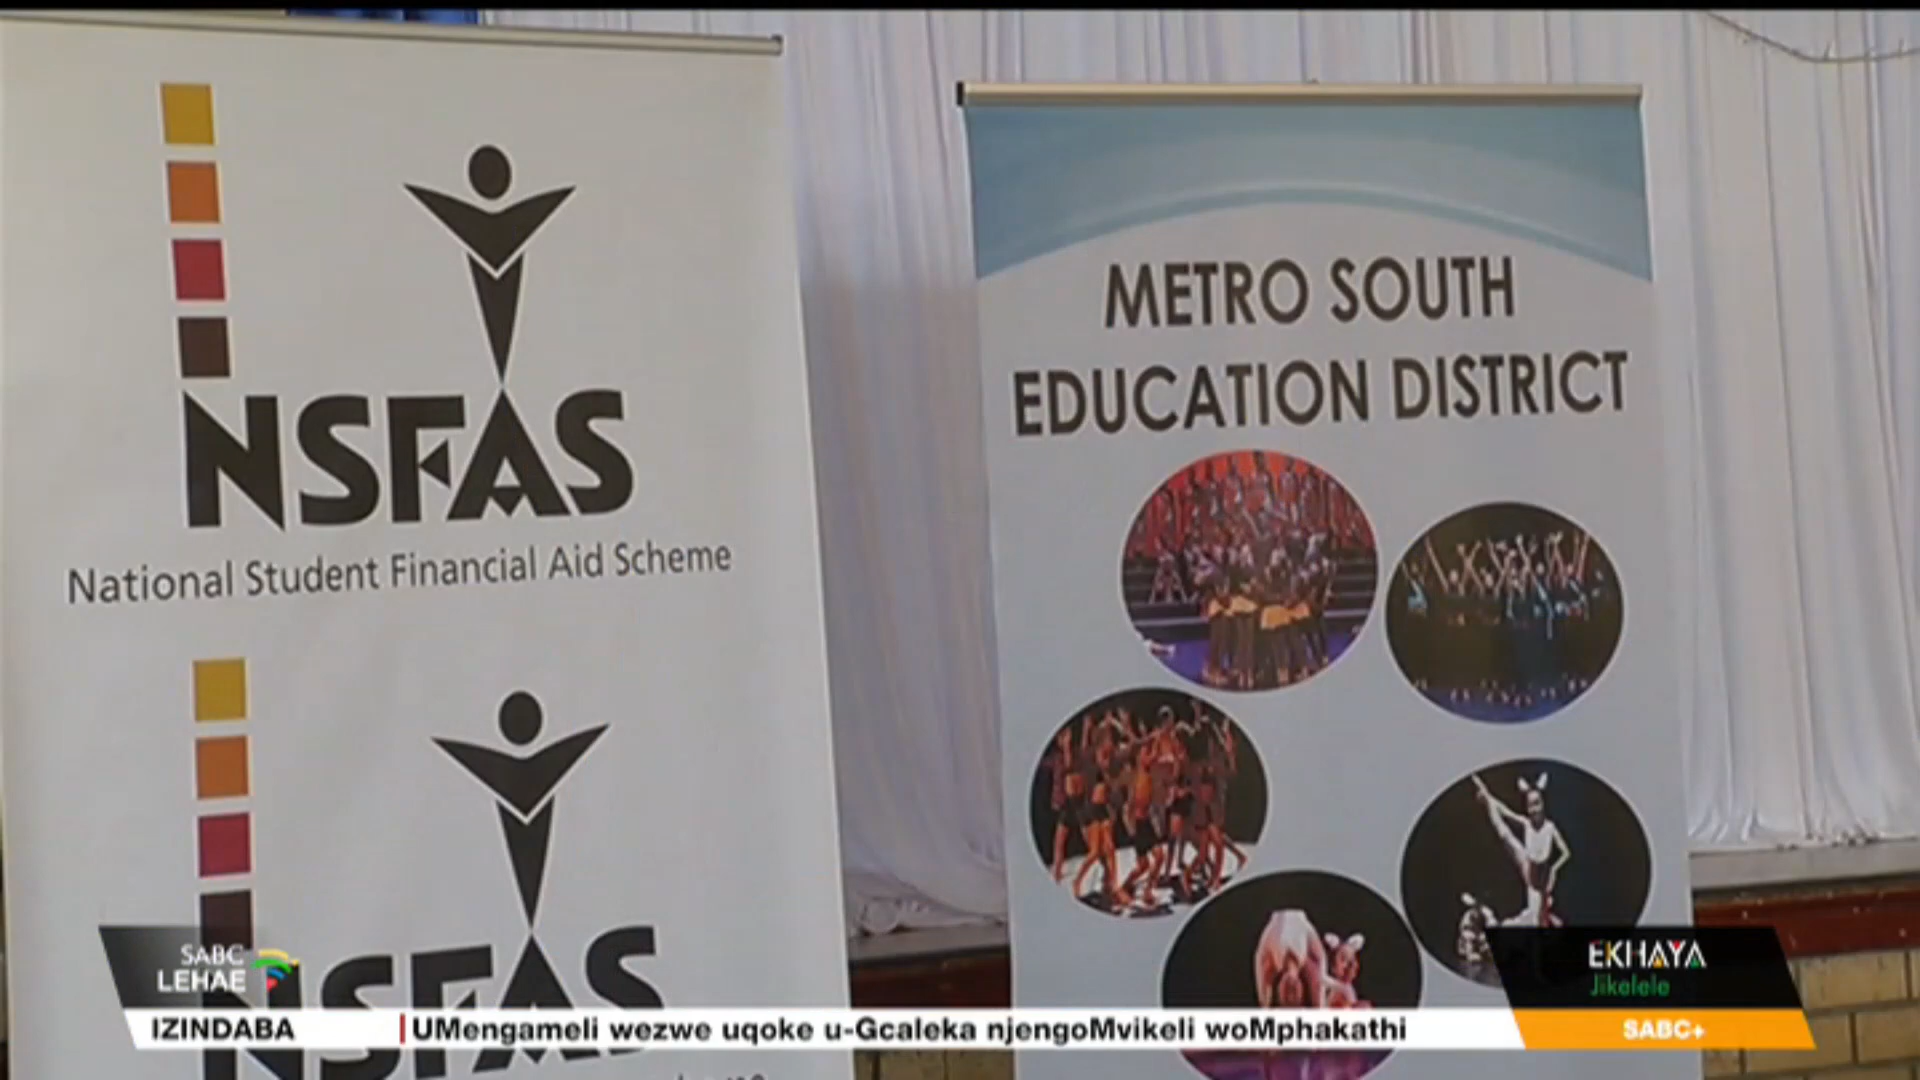 NSFAS
National Student Financial Aid Scheme
METRO SOUTH
EDUCATION DISTRICT
NSFAS
SABC
LEHAE
EKHAYA
Jikelele
IZINDABA
UMengameli wezwe uqoke u-Gcaleka njengoMvikeli woMphakathi
SABC+